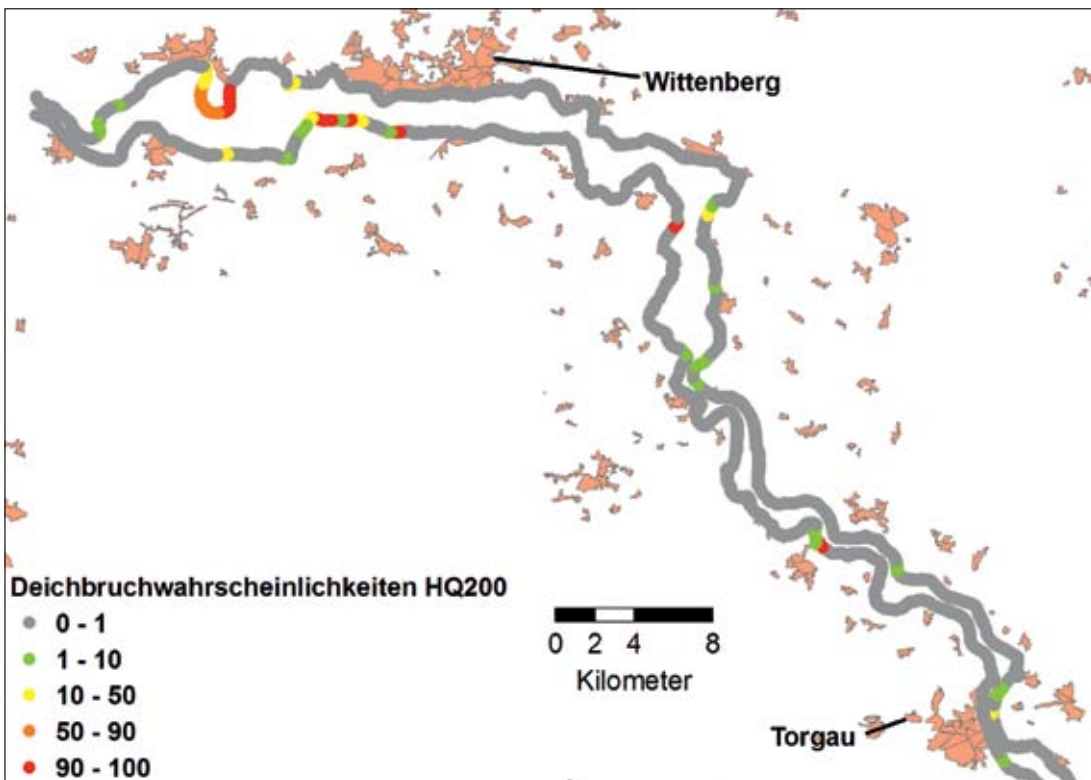 Wittenberg
Deichbruchwahrscheinlichkeiten HQ200
0 - 1
1 - 10
10 - 50
50 - 90
90 - 100
0 2 4 8
Kilometer
Torgau